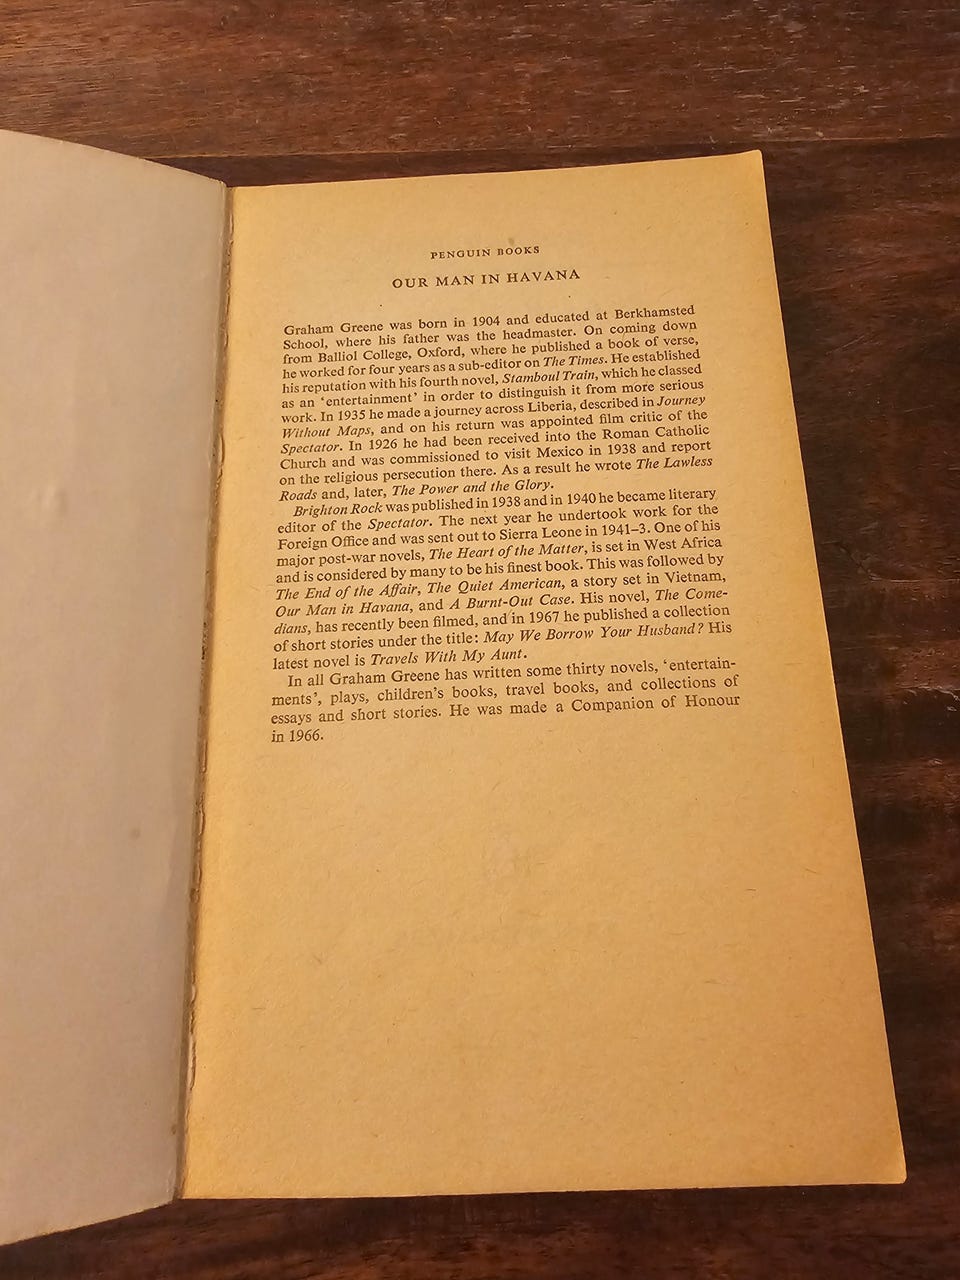 PENGUIN BOOKS
OUR MAN IN HAVANA
Graham Greene was born in 1904 and educated at Berkhamsted
School, where his father was the headmaster. On coming down
from Balliol College, Oxford, where he published a book of verse,
he worked for four years as a sub-editor on The Times. He established
his reputation with his fourth novel, Stamboul Train, which he classed
as an ‘entertainment’ in order to distinguish it from more serious
work. In 1935 he made a journey across Liberia, described in Journey
Without Maps, and on his return was appointed film critic of the
Spectator. In 1926 he had been received into the Roman Catholic
Church and was commissioned to visit Mexico in 1938 and report
on the religious persecution there. As a result he wrote The Lawless
Roads and, later, The Power and the Glory.
Brighton Rock was published in 1938 and in 1940 he became literary
editor of the Spectator. The next year he undertook work for the
Foreign Office and was sent out to Sierra Leone in 1941–3. One of his
major post-war novels, The Heart of the Matter, is set in West Africa
and is considered by many to be his finest book. This was followed by
The End of the Affair, The Quiet American, a story set in Vietnam,
Our Man in Havana, and A Burnt-Out Case. His novel, The Come-
dians, has recently been filmed, and in 1967 he published a collection
of short stories under the title: May We Borrow Your Husband? His
latest novel is Travels With My Aunt.
In all Graham Greene has written some thirty novels, ‘entertain-
ments’, plays, children’s books, travel books, and collections of
essays and short stories. He was made a Companion of Honour
in 1966.